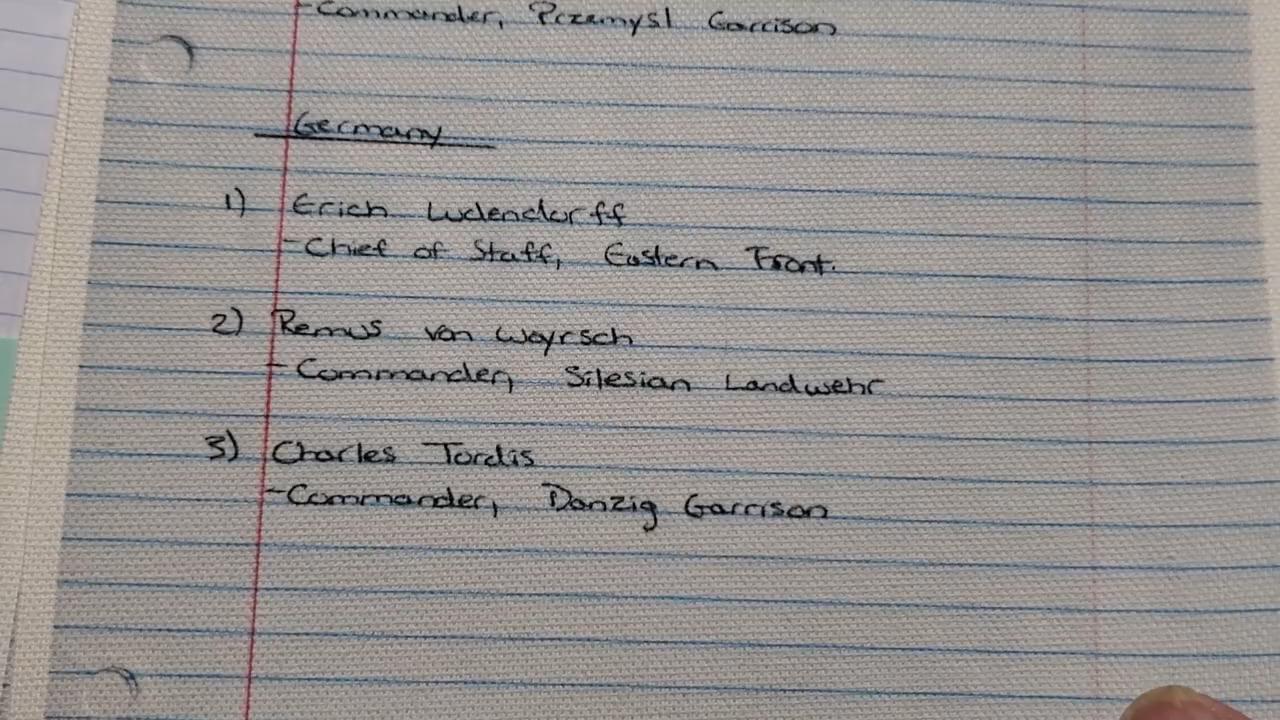 -Commander, Przemysl Garrison
Germany
1) Erich Ludendorff
-Chief of Staff, Eastern Front.
2) Remus von Woyrsch
-Commander, Silesian Landwehr
3) Charles Tordis
-Commander, Danzig Garrison